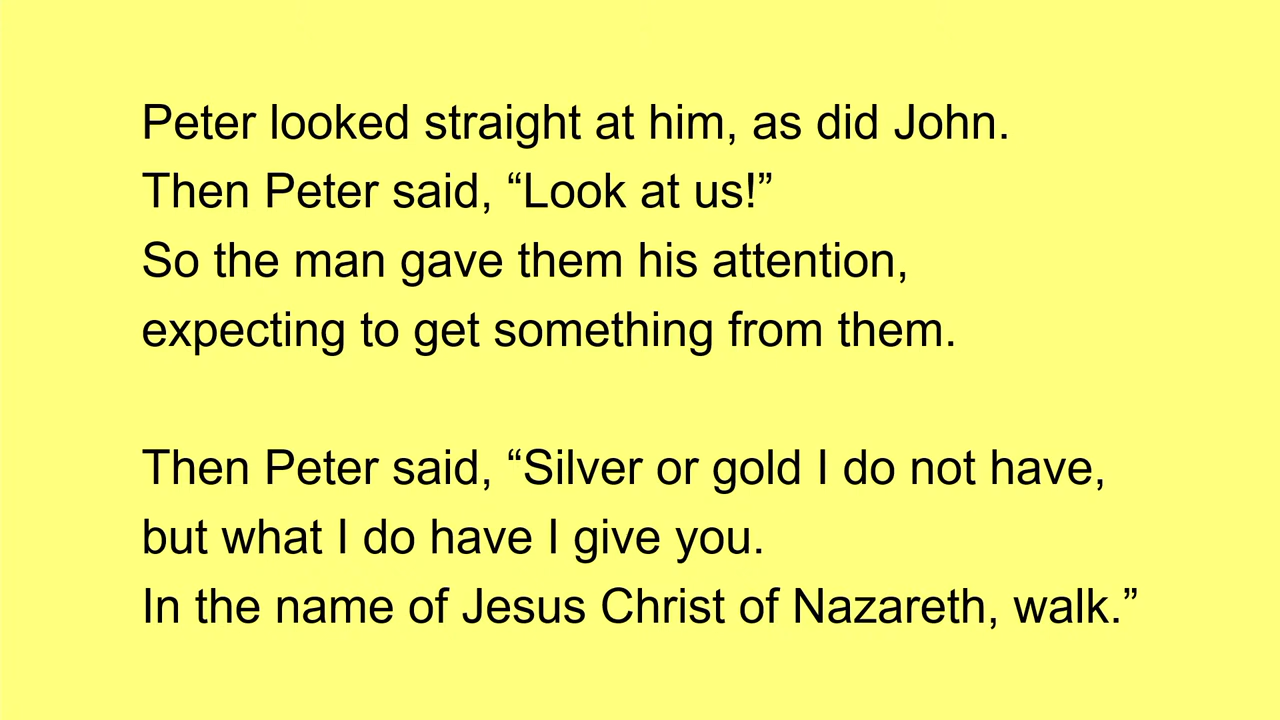 Peter looked straight at him, as did John.
Then Peter said, “Look at us!”
So the man gave them his attention,
expecting to get something from them.
Then Peter said, “Silver or gold I do not have,
but what I do have I give you.
In the name of Jesus Christ of Nazareth, walk.”